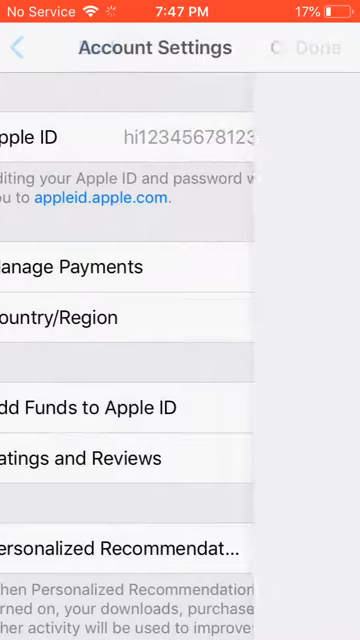 No Service 7:47 PM 17%
Account Settings Done
pple ID hi12345678123
diting your Apple ID and password w
ou to appleid.apple.com.
anage Payments
ountry/Region
dd Funds to Apple ID
atings and Reviews
ersonalized Recommendat...
hen Personalized Recommendation
rned on, your downloads, purchase
her activity will be used to improve